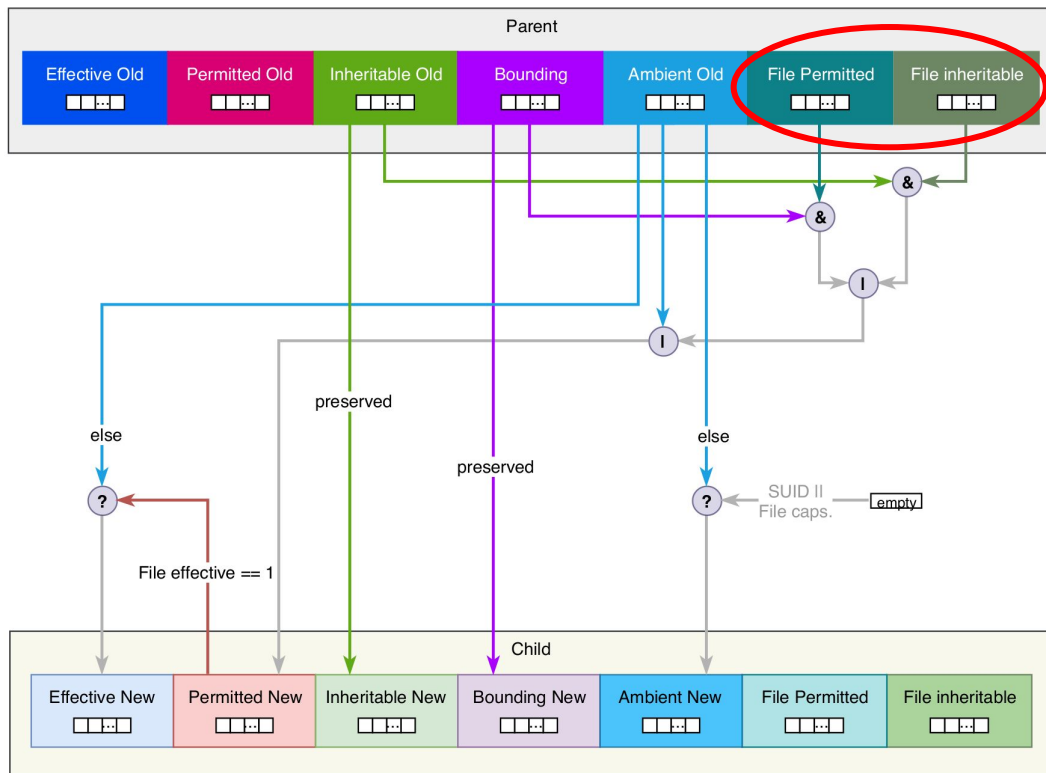 Parent
Effective Old
Permitted Old
Inheritable Old
Bounding
Ambient Old
File Permitted
File inheritable
...
...
...
...
...
...
...
&
&
I
I
preserved
else
else
preserved
?
?
SUID II
File caps.
empty
File effective == 1
Child
Effective New
Permitted New
Inheritable New
Bounding New
Ambient New
File Permitted
File inheritable
...
...
...
...
...
...
...